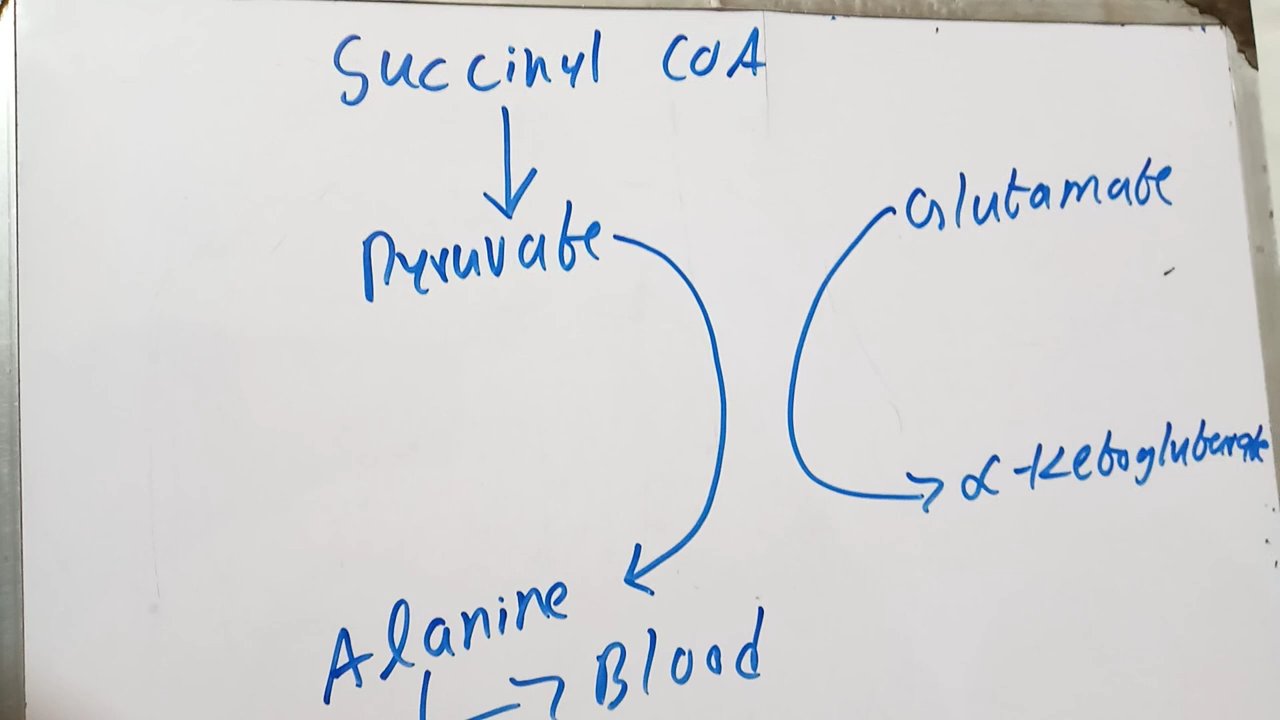 Succinyl CoA
Pyruvate
Glutamate
α-Ketoglutarate
Alanine
Blood